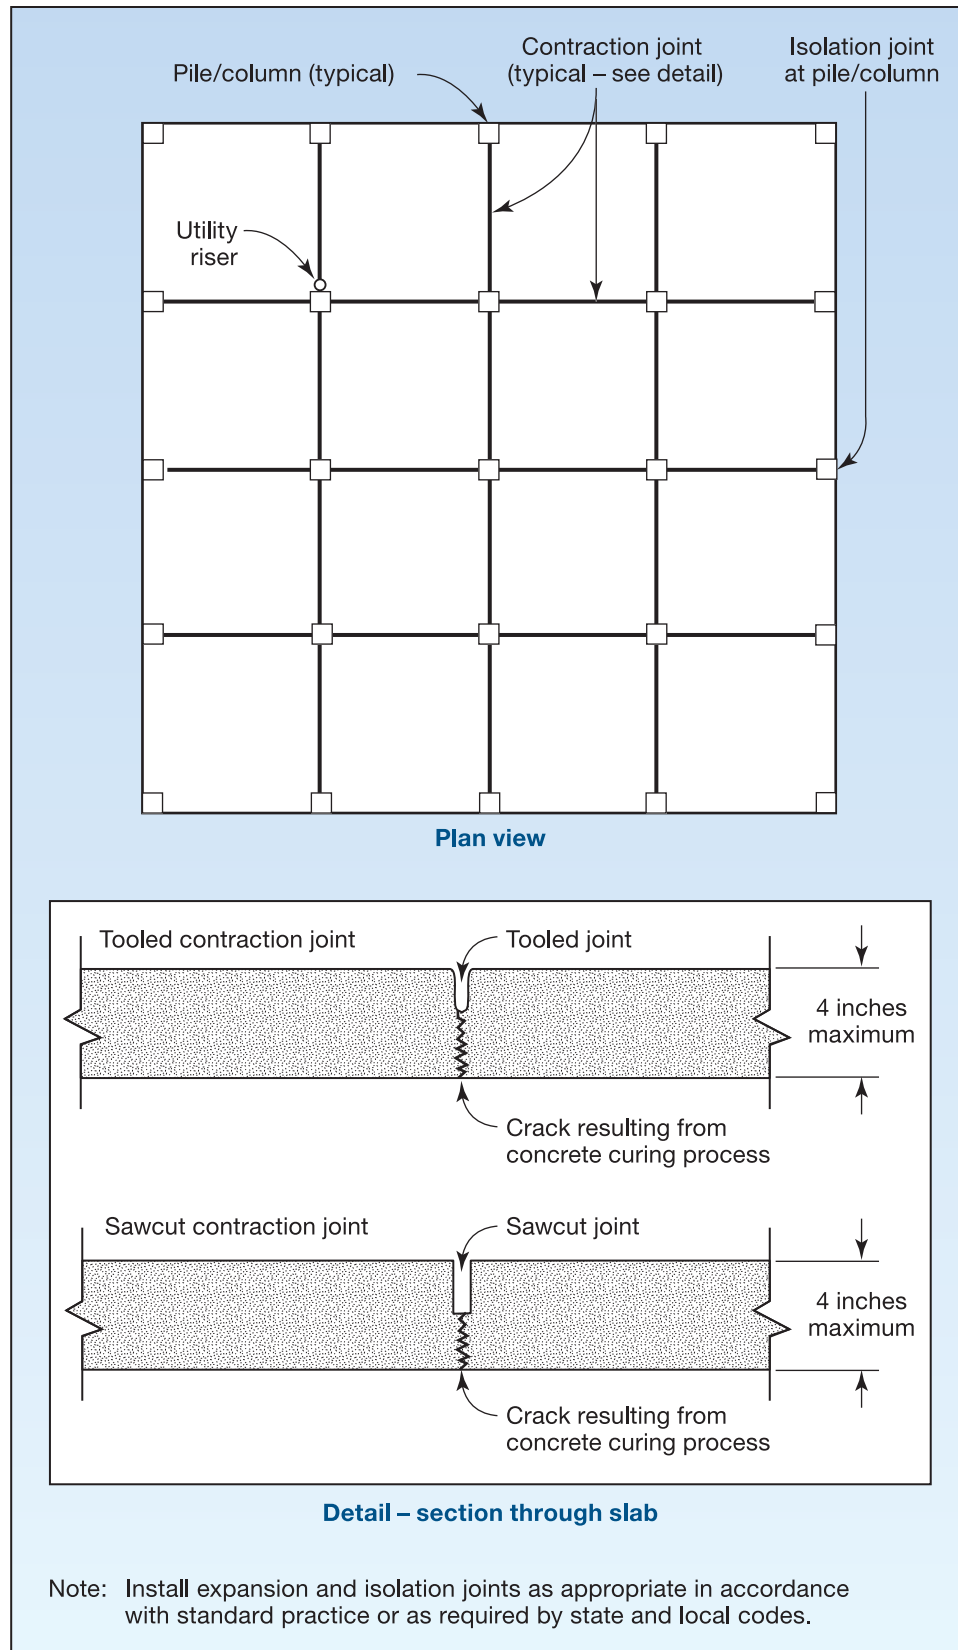 Pile/column (typical)
Contraction joint
(typical – see detail)
Isolation joint
at pile/column
Utility
riser
Plan view
Tooled contraction joint
Tooled joint
4 inches
maximum
Crack resulting from
concrete curing process
Sawcut contraction joint
Sawcut joint
4 inches
maximum
Crack resulting from
concrete curing process
Detail – section through slab
Note: Install expansion and isolation joints as appropriate in accordance
with standard practice or as required by state and local codes.